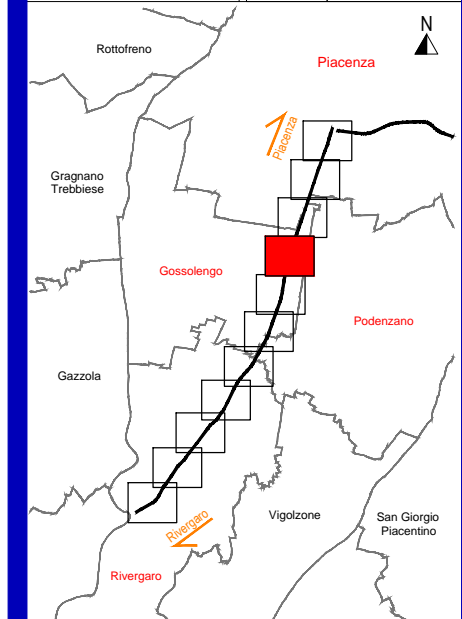 N
Rottofreno
Piacenza
Piacenza
Gragnano
Trebbiese
Gossolengo
Podenzano
Gazzola
Rivergaro
Vigolzone
San Giorgio
Piacentino
Rivergaro